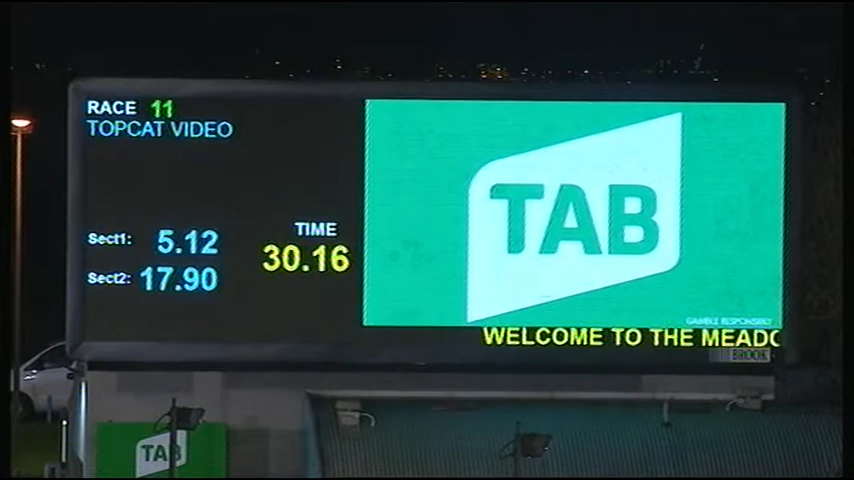 RACE 11
TOPCAT VIDEO
Sect1: 5.12
Sect2: 17.90
TIME
30.16
TAB
GAMBLE RESPONSIBLY
WELCOME TO THE MEADO
BROOK
TAB